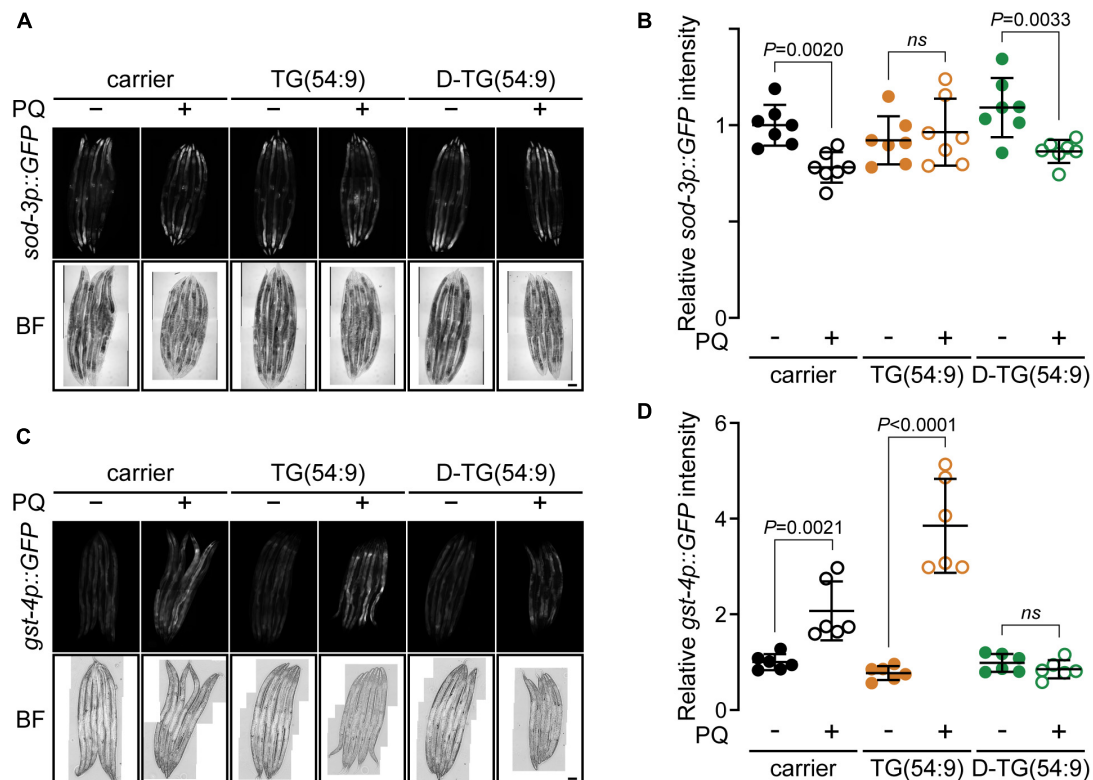 A
carrier TG(54:9) D-TG(54:9)
PQ − + − + − +
sod-3p::GFP
BF
B
P=0.0020 ns P=0.0033
Relative sod-3p::GFP intensity
1
0
PQ - + - + - +
carrier TG(54:9) D-TG(54:9)
C
carrier TG(54:9) D-TG(54:9)
PQ − + − + − +
gst-4p::GFP
BF
D
P<0.0001
P=0.0021
ns
Relative gst-4p::GFP intensity
6
4
2
0
PQ - + - + - +
carrier TG(54:9) D-TG(54:9)